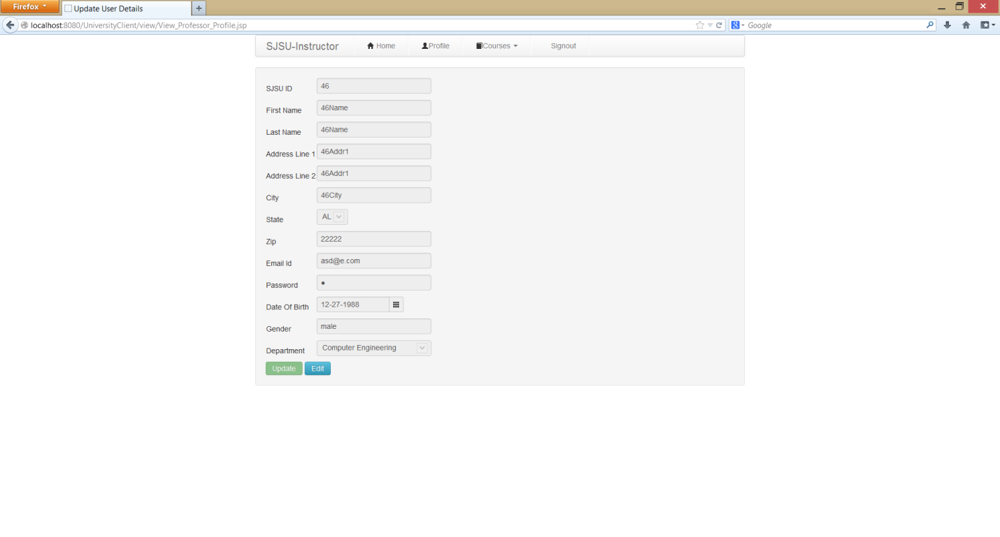 Firefox
Update User Details
localhost:8080/UniversityClient/view/View_Professor_Profile.jsp
Google
SJSU-Instructor Home Profile Courses Signout
SJSU ID 46
First Name 46Name
Last Name 46Name
Address Line 1 46Addr1
Address Line 2 46Addr1
City 46City
State AL
Zip 22222
Email Id asd@e.com
Password •
Date Of Birth 12-27-1988
Gender male
Department Computer Engineering
Update Edit